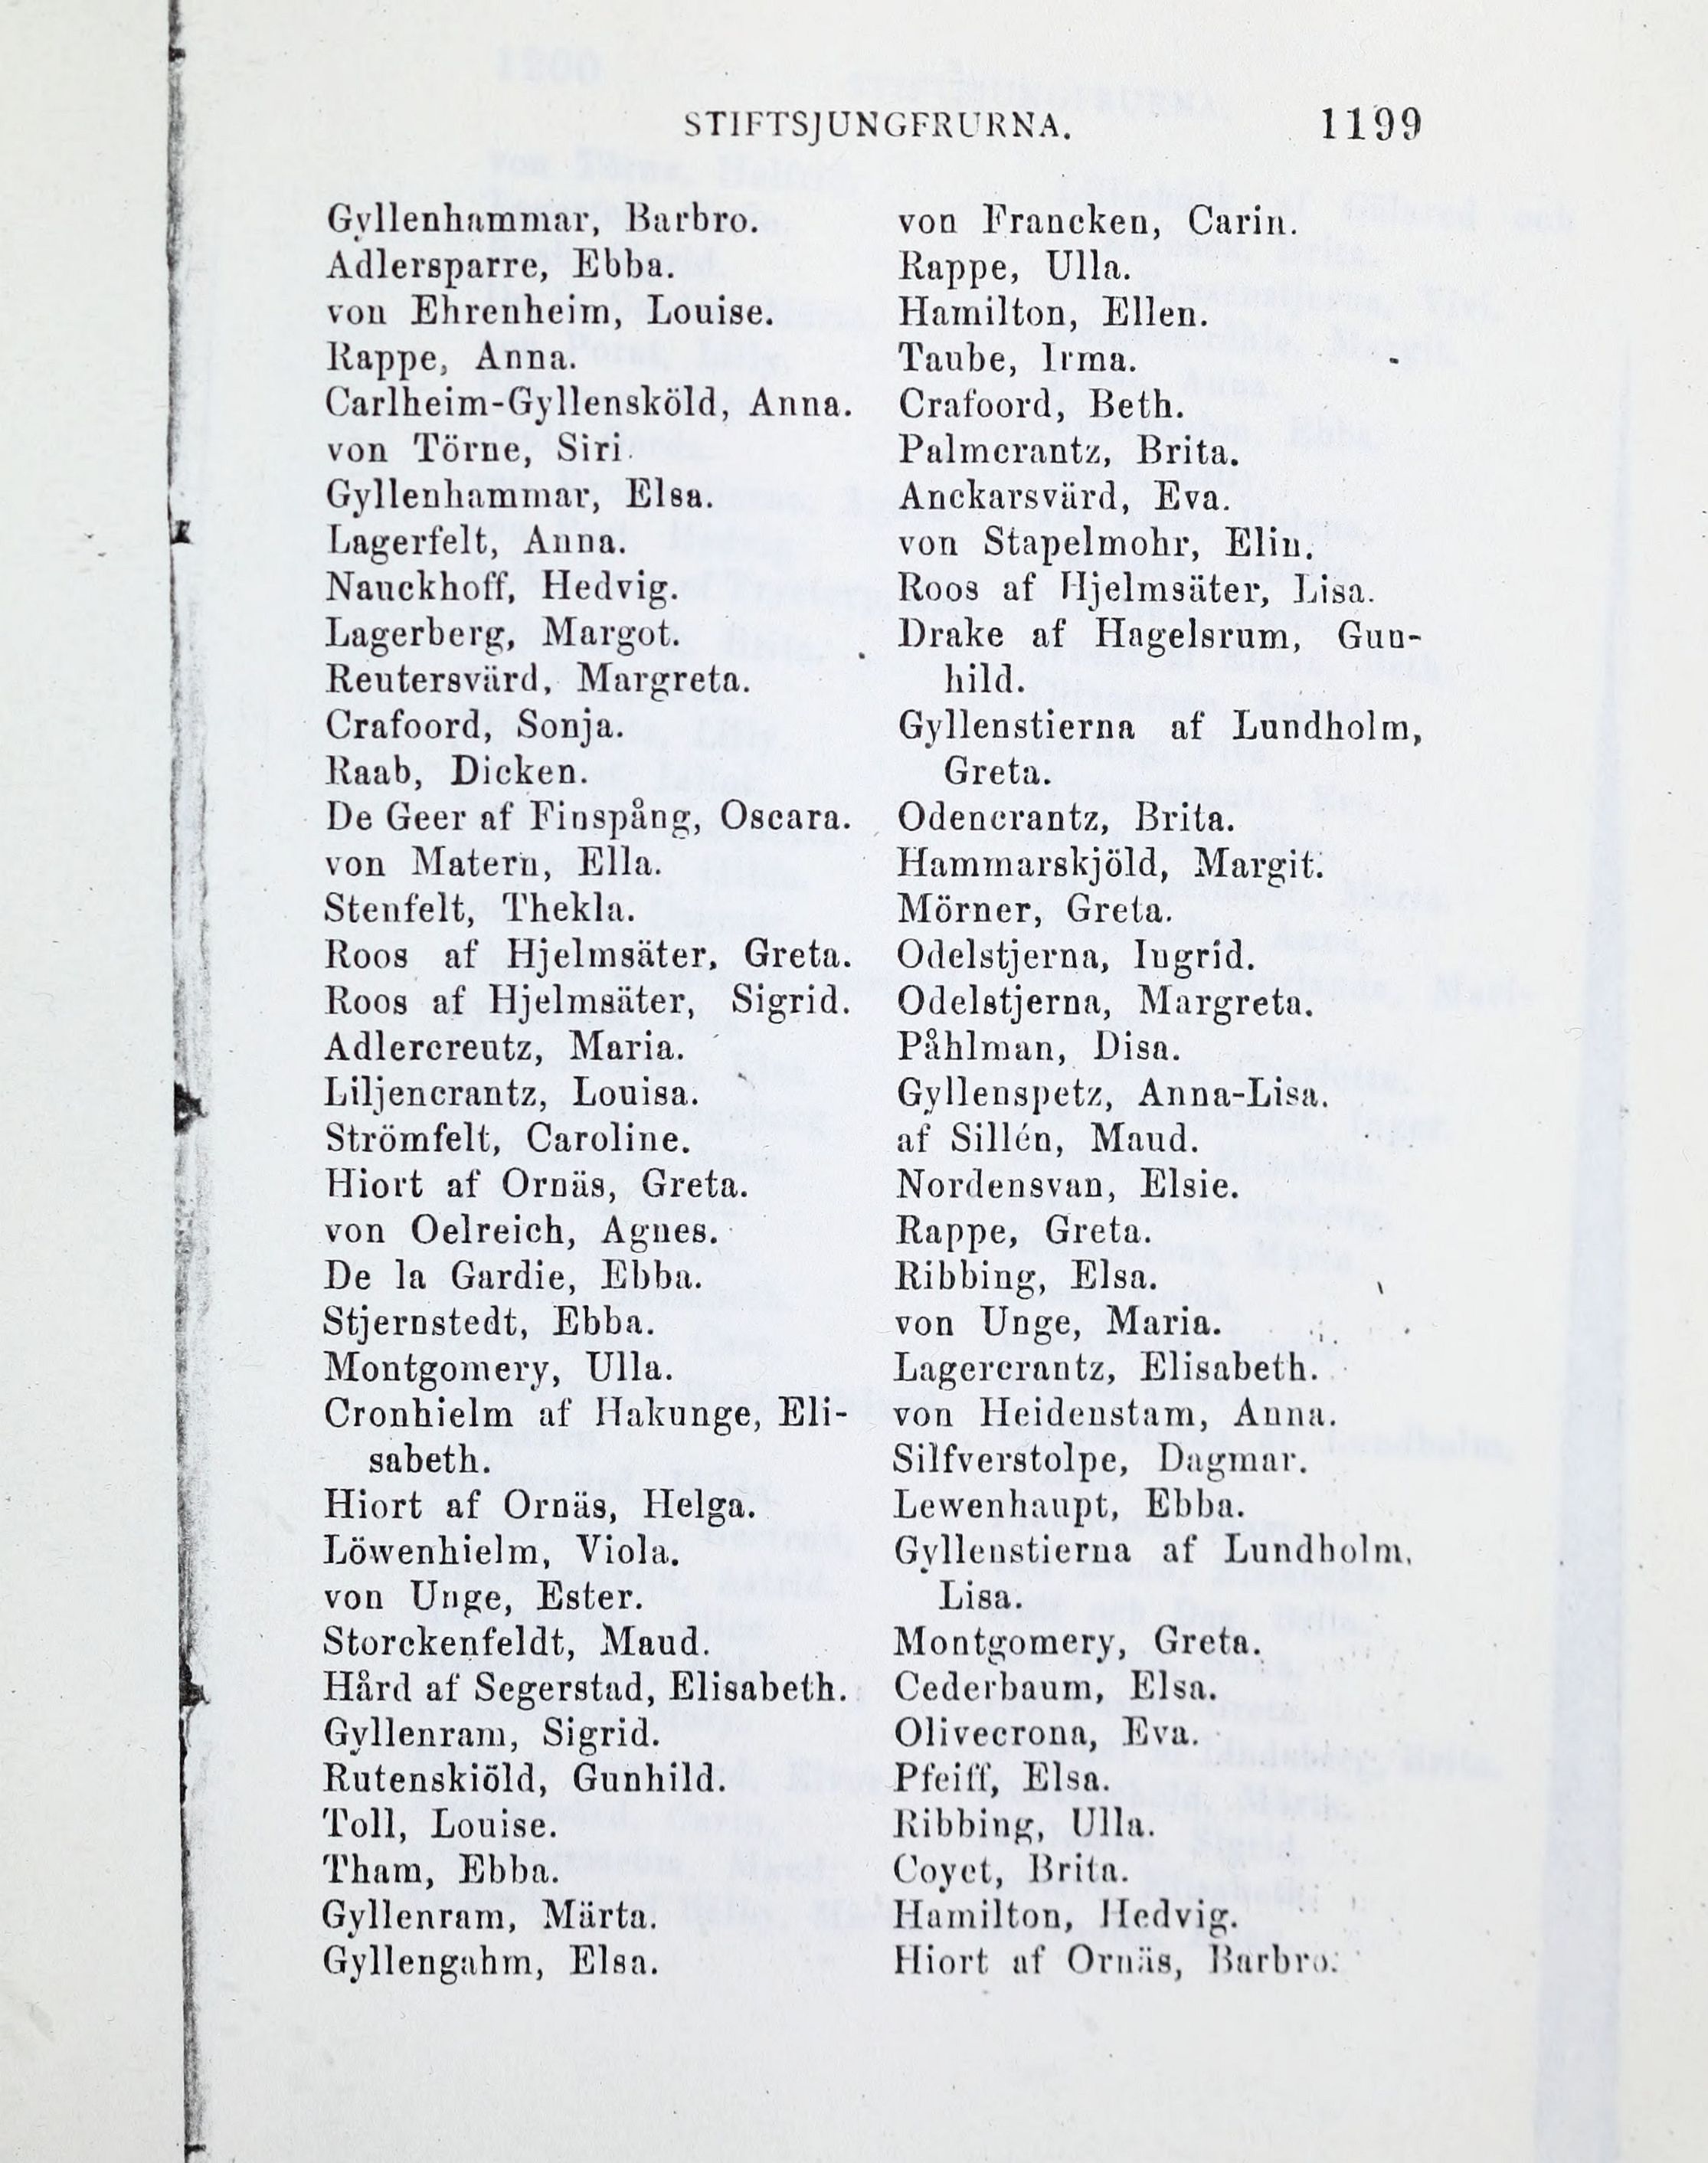 STIFTSJUNGFRURNA. 1199
Gyllenhammar, Barbro.
Adlersparre, Ebba.
von Ehrenheim, Louise.
Rappe, Anna.
Carlheim-Gyllensköld, Anna.
von Törne, Siri.
Gyllenhammar, Elsa.
Lagerfelt, Anna.
Nauckhoff, Hedvig.
Lagerberg, Margot.
Reutersvärd, Margreta.
Crafoord, Sonja.
Raab, Dicken.
De Geer af Finspång, Oscara.
von Matern, Ella.
Stenfelt, Thekla.
Roos af Hjelmsäter, Greta.
Roos af Hjelmsäter, Sigrid.
Adlercreutz, Maria.
Liljencrantz, Louisa.
Strömfelt, Caroline.
Hiort af Ornäs, Greta.
von Oelreich, Agnes.
De la Gardie, Ebba.
Stjernstedt, Ebba.
Montgomery, Ulla.
Cronhielm af Hakunge, Eli-
sabeth.
Hiort af Ornäs, Helga.
Löwenhielm, Viola.
von Unge, Ester.
Storckenfeldt, Maud.
Hård af Segerstad, Elisabeth.
Gyllenram, Sigrid.
Rutenskiöld, Gunhild.
Toll, Louise.
Tham, Ebba.
Gyllenram, Märta.
Gyllengahm, Elsa.
von Francken, Carin.
Rappe, Ulla.
Hamilton, Ellen.
Taube, Irma.
Crafoord, Beth.
Palmcrantz, Brita.
Anckarsvärd, Eva.
von Stapelmohr, Elin.
Roos af Hjelmsäter, Lisa.
Drake af Hagelsrum, Gun-
hild.
Gyllenstierna af Lundholm,
Greta.
Odencrantz, Brita.
Hammarskjöld, Margit.
Mörner, Greta.
Odelstjerna, Ingrid.
Odelstjerna, Margreta.
Påhlman, Disa.
Gyllenspetz, Anna-Lisa.
af Sillén, Maud.
Nordensvan, Elsie.
Rappe, Greta.
Ribbing, Elsa.
von Unge, Maria.
Lagercrantz, Elisabeth.
von Heidenstam, Anna.
Silfverstolpe, Dagmar.
Lewenhaupt, Ebba.
Gyllenstierna af Lundholm,
Lisa.
Montgomery, Greta.
Cederbaum, Elsa.
Olivecrona, Eva.
Pfeiff, Elsa.
Ribbing, Ulla.
Coyet, Brita.
Hamilton, Hedvig.
Hiort af Ornäs, Barbro.